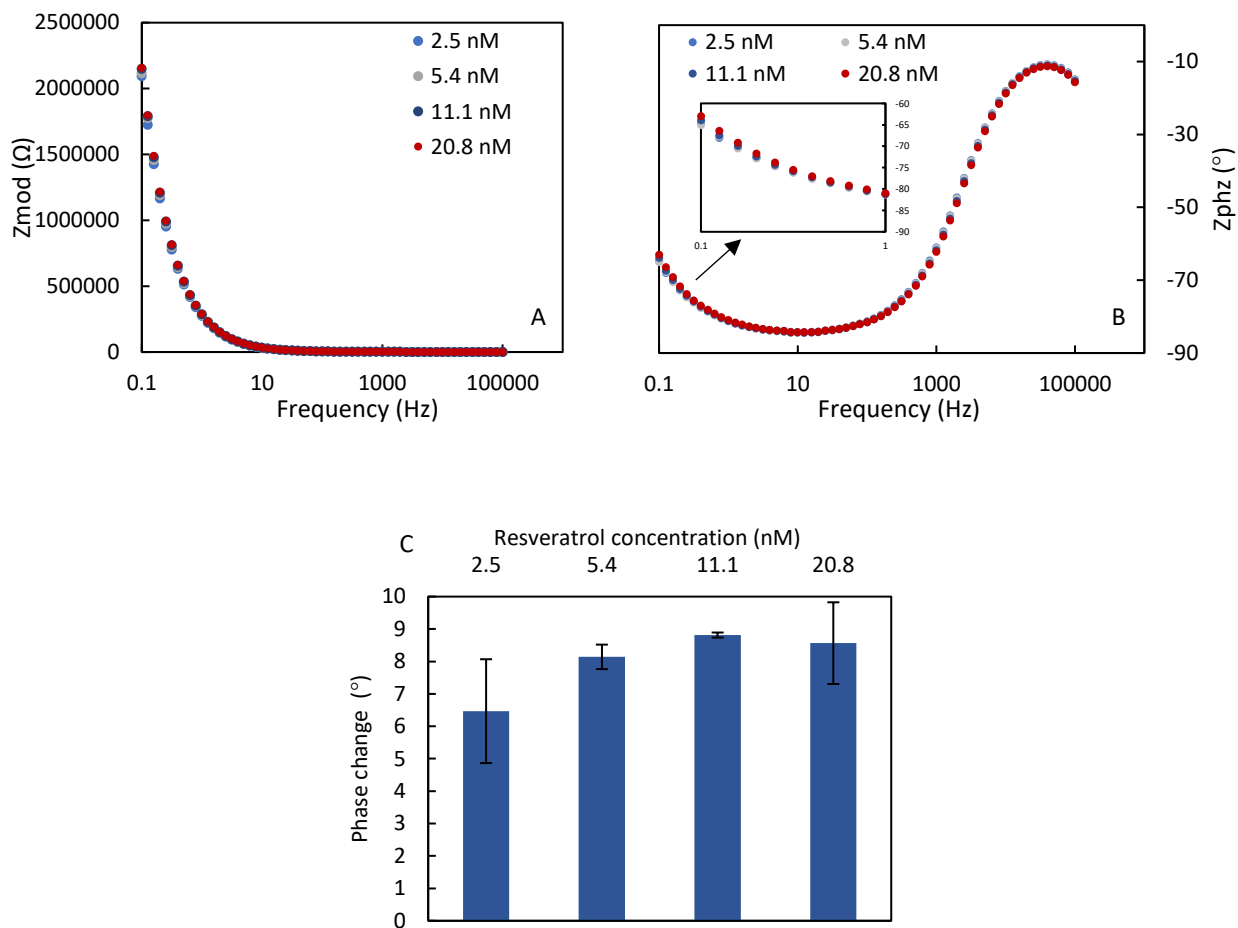 2500000
2000000
1500000
1000000
500000
0
Zmod (Ω)
2.5 nM
5.4 nM
11.1 nM
20.8 nM
A
0.1 10 1000 100000
Frequency (Hz)
2.5 nM 5.4 nM
11.1 nM 20.8 nM
-60
-65
-70
-75
-80
-85
-90
0.1 1
-10
-30
-50
-70
-90
Zphz (°)
B
0.1 10 1000 100000
Frequency (Hz)
C
Resveratrol concentration (nM)
2.5 5.4 11.1 20.8
10
9
8
7
6
5
4
3
2
1
0
Phase change (°)